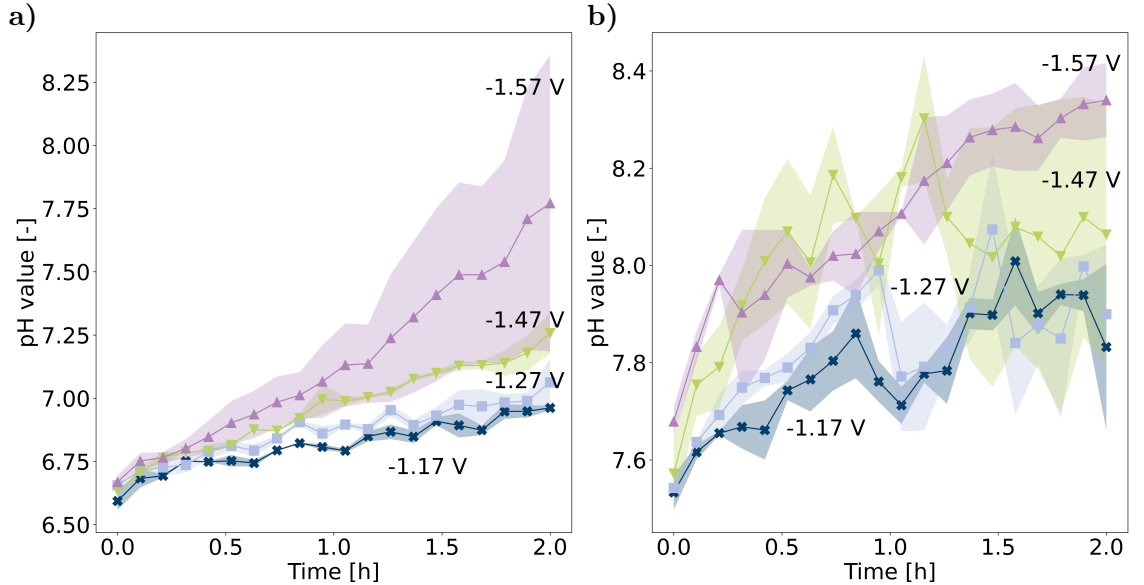 a)
pH value [-]
8.25
8.00
7.75
7.50
7.25
7.00
6.75
6.50
-1.57 V
-1.47 V
-1.27 V
-1.17 V
0.0 0.5 1.0 1.5 2.0
Time [h]
b)
pH value [-]
8.4
8.2
8.0
7.8
7.6
-1.57 V
-1.47 V
-1.27 V
-1.17 V
0.0 0.5 1.0 1.5 2.0
Time [h]